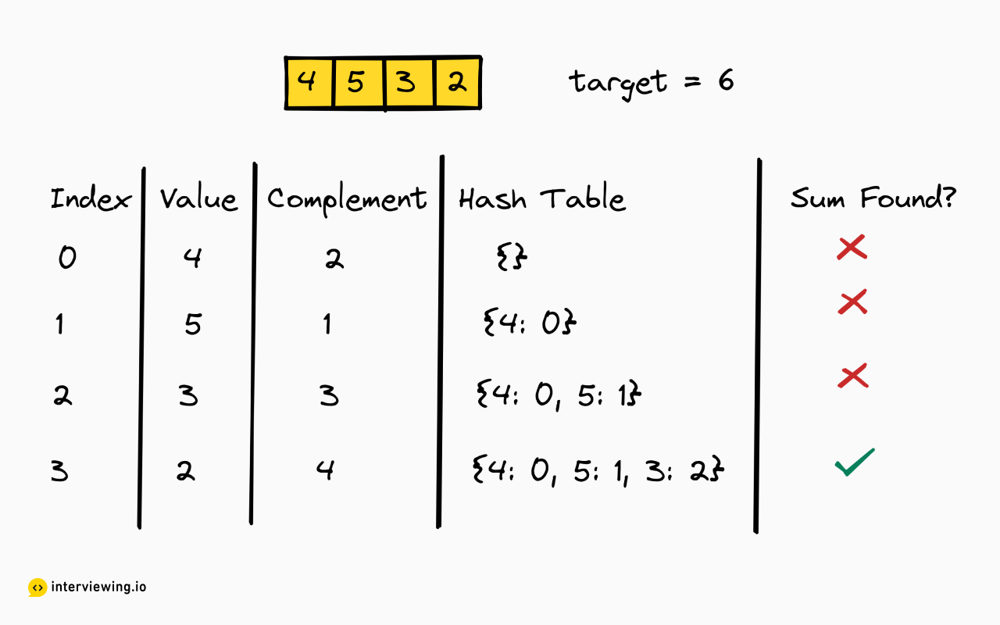 4 5 3 2 target = 6
Index Value Complement Hash Table Sum Found?
0 4 2 {}
1 5 1 {4: 0}
2 3 3 {4: 0, 5: 1}
3 2 4 {4: 0, 5: 1, 3: 2}
interviewing.io